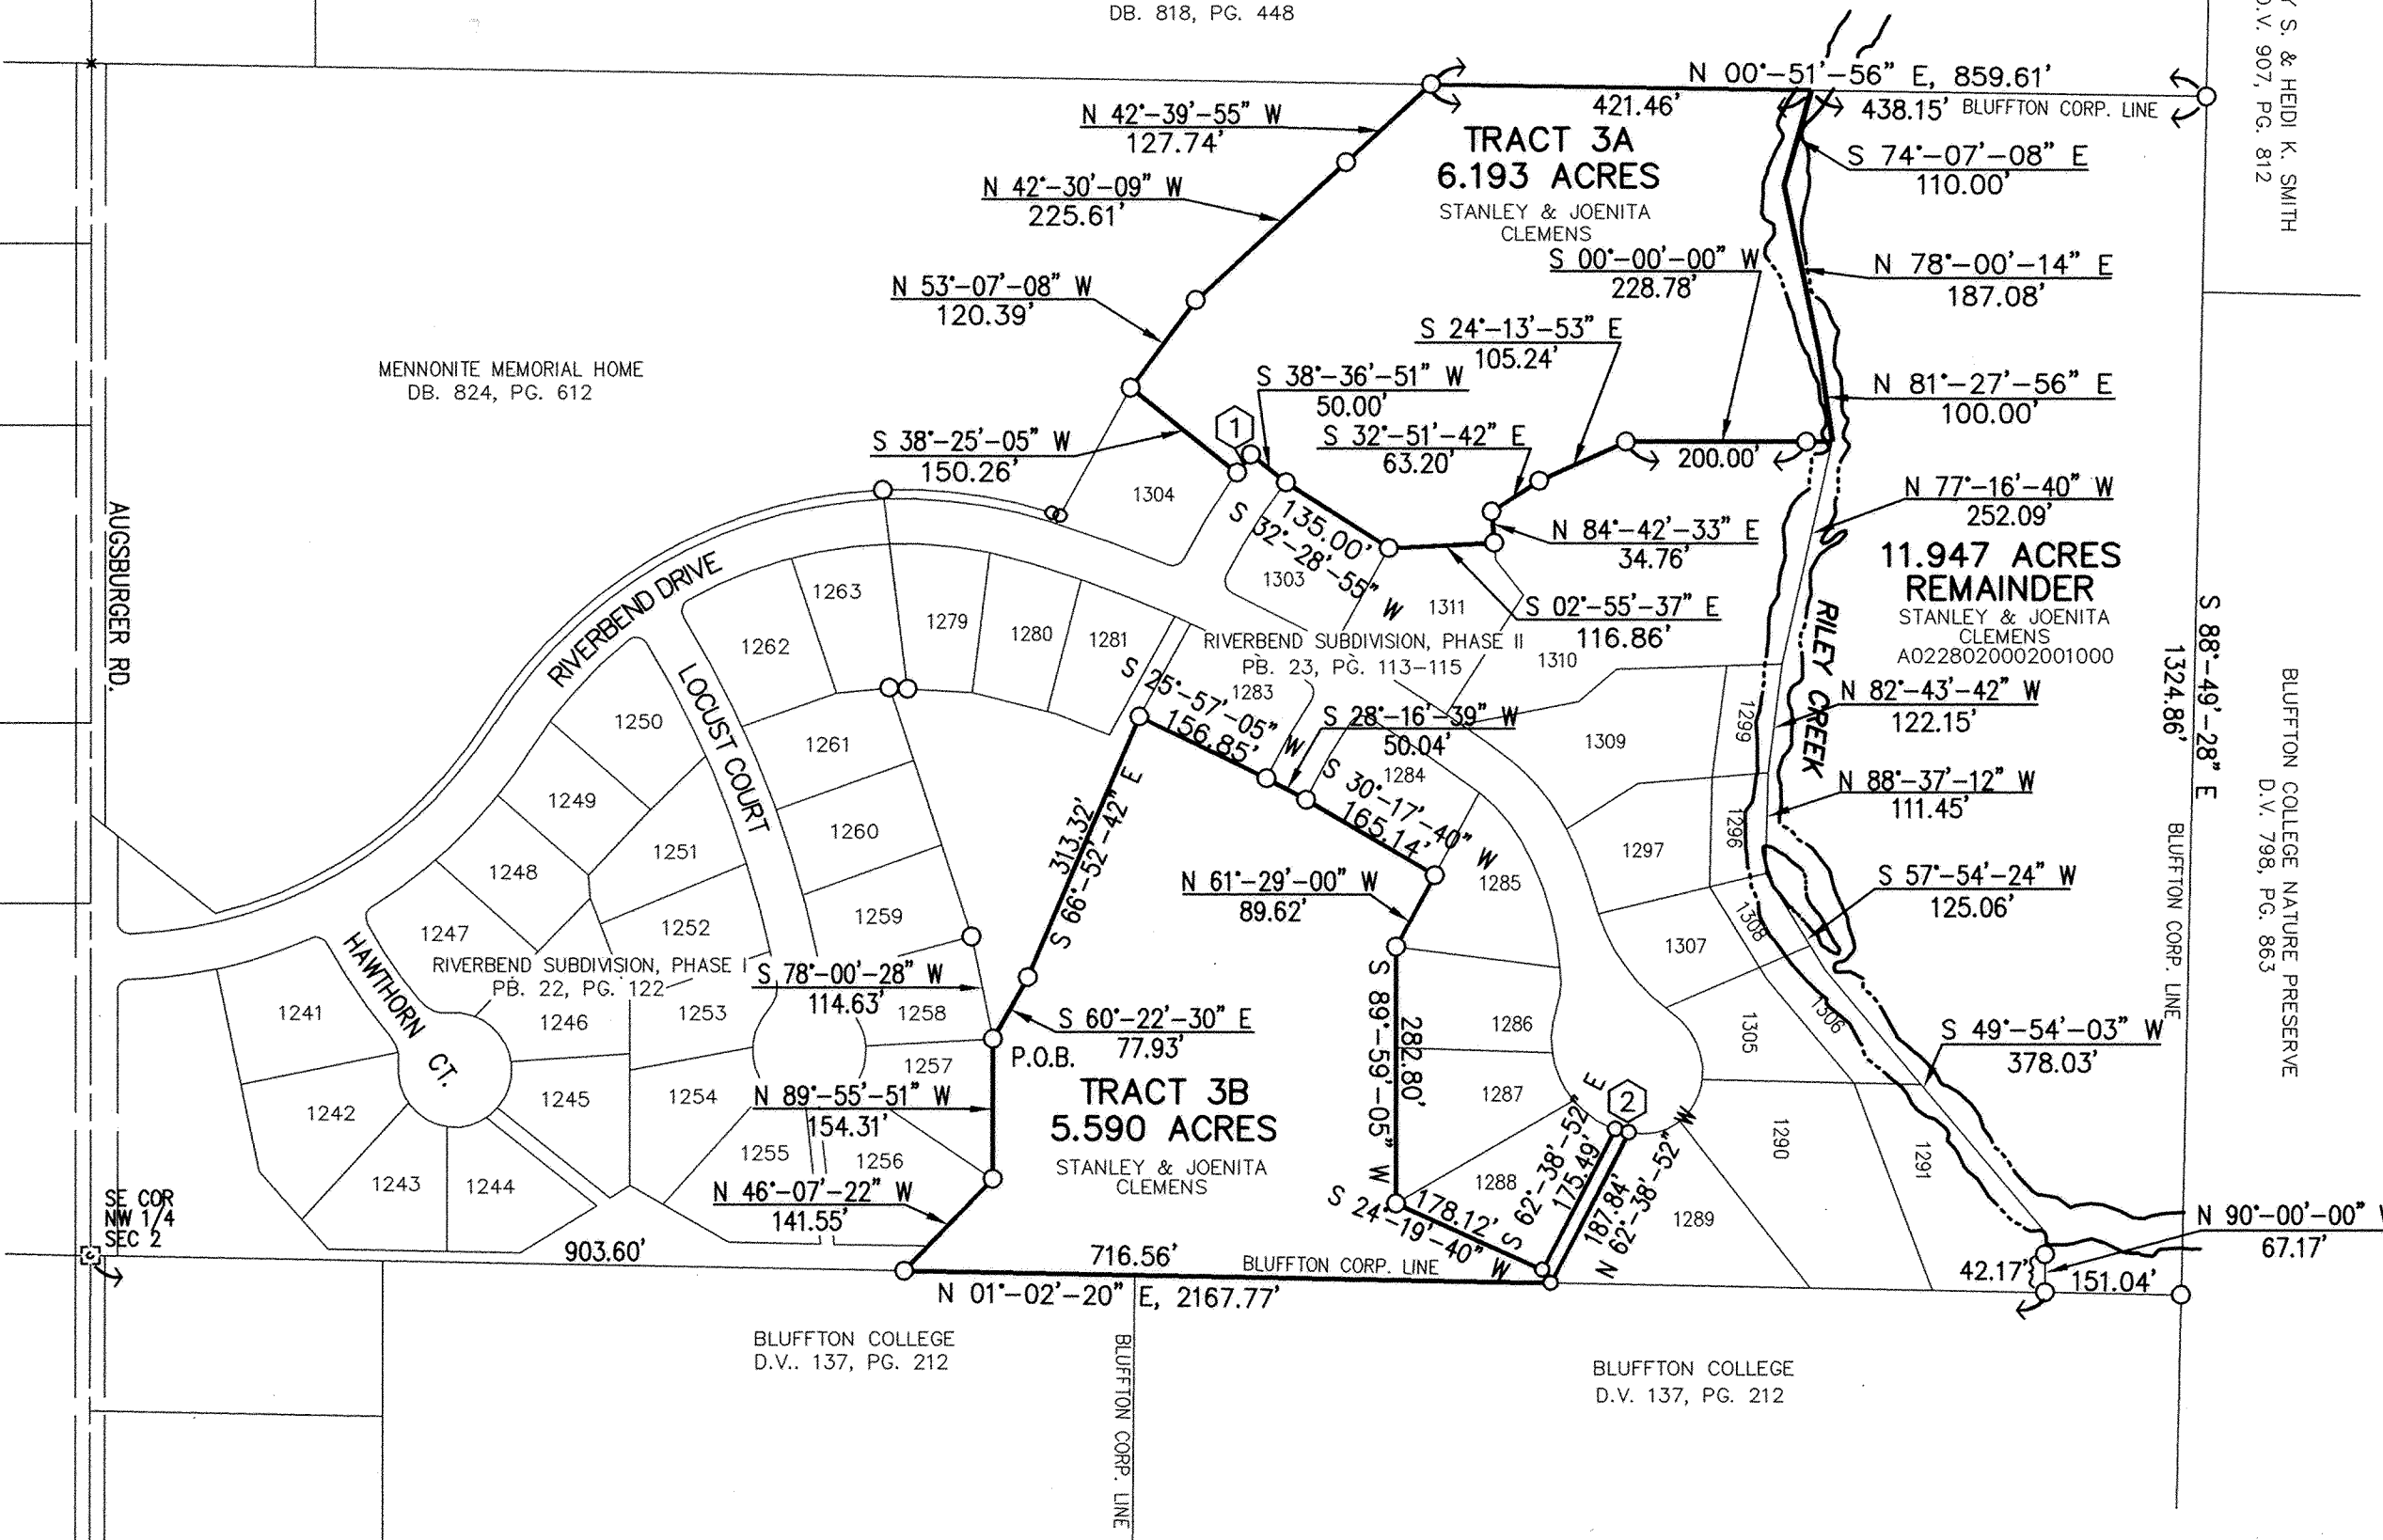 DB. 818, PG. 448
Y S. & HEIDI K. SMITH
D.V. 907, PG. 812
N 00°-51'-56" E, 859.61'
421.46'
438.15'
BLUFFTON CORP. LINE
N 42°-39'-55" W
127.74'
TRACT 3A
6.193 ACRES
STANLEY & JOENITA
CLEMENS
S 74°-07'-08" E
110.00'
N 42°-30'-09" W
225.61'
S 00°-00'-00" W
228.78'
N 78°-00'-14" E
187.08'
N 53°-07'-08" W
120.39'
S 24°-13'-53" E
105.24'
MENNONITE MEMORIAL HOME
DB. 824, PG. 612
S 38°-36'-51" W
50.00'
N 81°-27'-56" E
100.00'
1
S 32°-51'-42" E
63.20'
S 38°-25'-05" W
150.26'
200.00'
1304
135.00'
S 32°-28'-55" W
N 77°-16'-40" W
252.09'
N 84°-42'-33" E
34.76'
11.947 ACRES
REMAINDER
STANLEY & JOENITA
CLEMENS
A0228020002001000
AUGSBURGER RD.
RIVERBEND DRIVE
1263
1262
1279
1280
1281
1303
1311
S 02°-55'-37" E
116.86'
RIVERBEND SUBDIVISION, PHASE II
PB. 23, PG. 113-115
1310
RILEY CREEK
S 88°-49'-28" E
1324.86'
BLUFFTON COLLEGE NATURE PRESERVE
D.V. 798, PG. 863
BLUFFTON CORP. LINE
LOCUST COURT
1250
1261
S 25°-57'-05" W
156.85'
1283
S 28°-16'-39" W
50.04'
1309
1299
N 82°-43'-42" W
122.15'
1249
1260
1284
S 30°-17'-40" W
165.14'
N 88°-37'-12" W
111.45'
1296
1297
1251
1248
313.32'
S 66°-52'-42" E
N 61°-29'-00" W
89.62'
1285
S 57°-54'-24" W
125.06'
1259
1252
1247
1308
1307
HAWTHORN CT.
RIVERBEND SUBDIVISION, PHASE I
PB. 22, PG. 122
S 78°-00'-28" W
114.63'
1241
1246
1253
1258
S 60°-22'-30" E
77.93'
P.O.B.
S 89°-59'-05" W
282.80'
1286
1305
1306
S 49°-54'-03" W
378.03'
1257
1242
1245
1254
N 89°-55'-51" W
154.31'
TRACT 3B
5.590 ACRES
STANLEY & JOENITA
CLEMENS
1287
2
1290
1291
1255
1256
1243
1244
N 46°-07'-22" W
141.55'
1288
S 62°-38'-52" E
175.49'
187.84'
N 62°-38'-52" W
178.12'
S 24°-19'-40" W
1289
SE COR
NW 1/4
SEC 2
N 90°-00'-00" W
67.17'
903.60'
716.56'
BLUFFTON CORP. LINE
42.17'
151.04'
N 01°-02'-20" E, 2167.77'
BLUFFTON COLLEGE
D.V.. 137, PG. 212
BLUFFTON CORP. LINE
BLUFFTON COLLEGE
D.V. 137, PG. 212